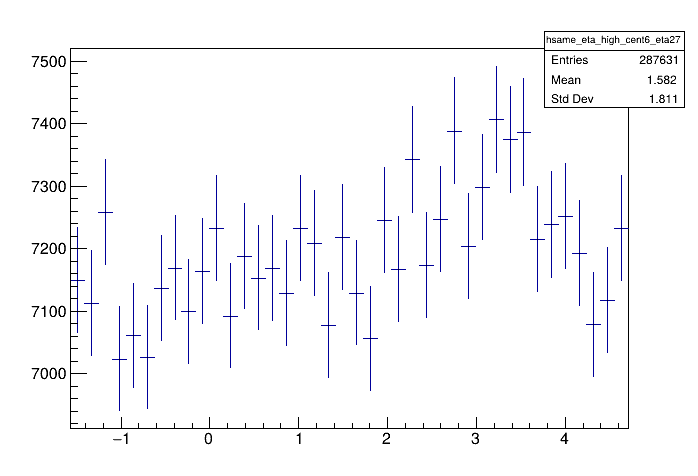 hsame_eta_high_cent6_eta27
Entries 287631
Mean 1.582
Std Dev 1.811
7500
7400
7300
7200
7100
7000
−1 0 1 2 3 4